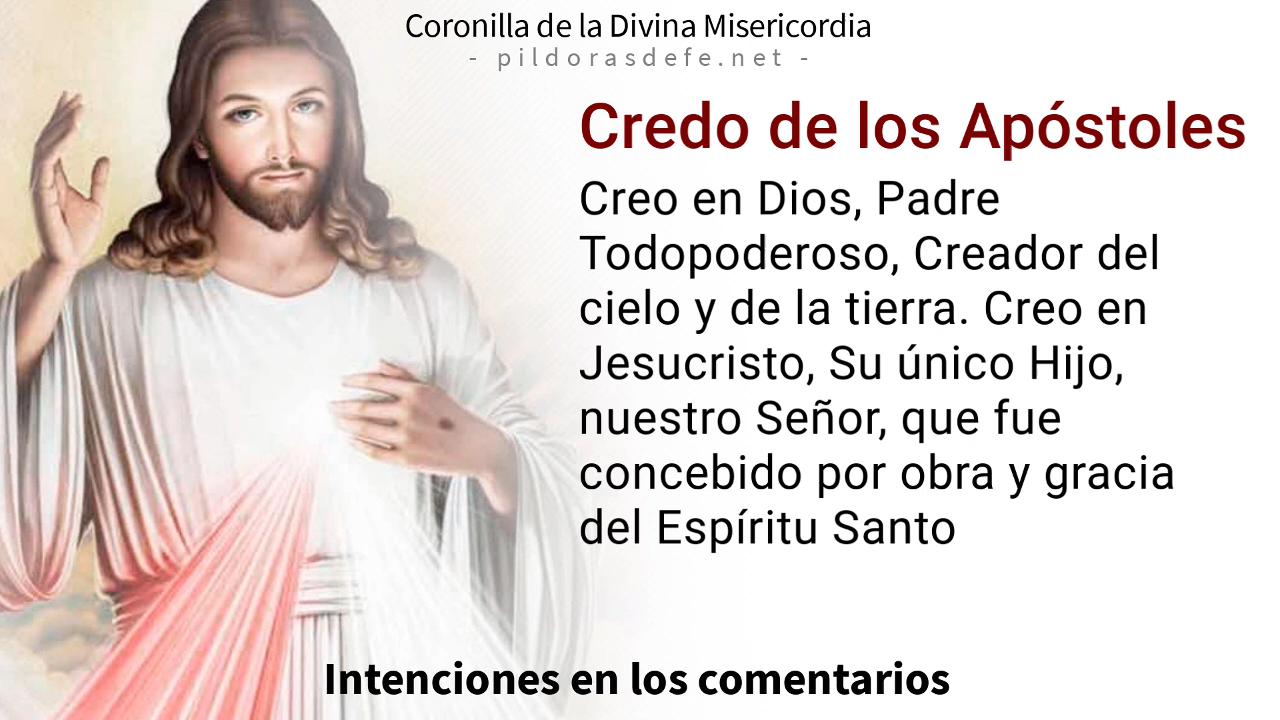 Coronilla de la Divina Misericordia
- pildorasdefe.net -
Credo de los Apóstoles
Creo en Dios, Padre
Todopoderoso, Creador del
cielo y de la tierra. Creo en
Jesucristo, Su único Hijo,
nuestro Señor, que fue
concebido por obra y gracia
del Espíritu Santo
Intenciones en los comentarios